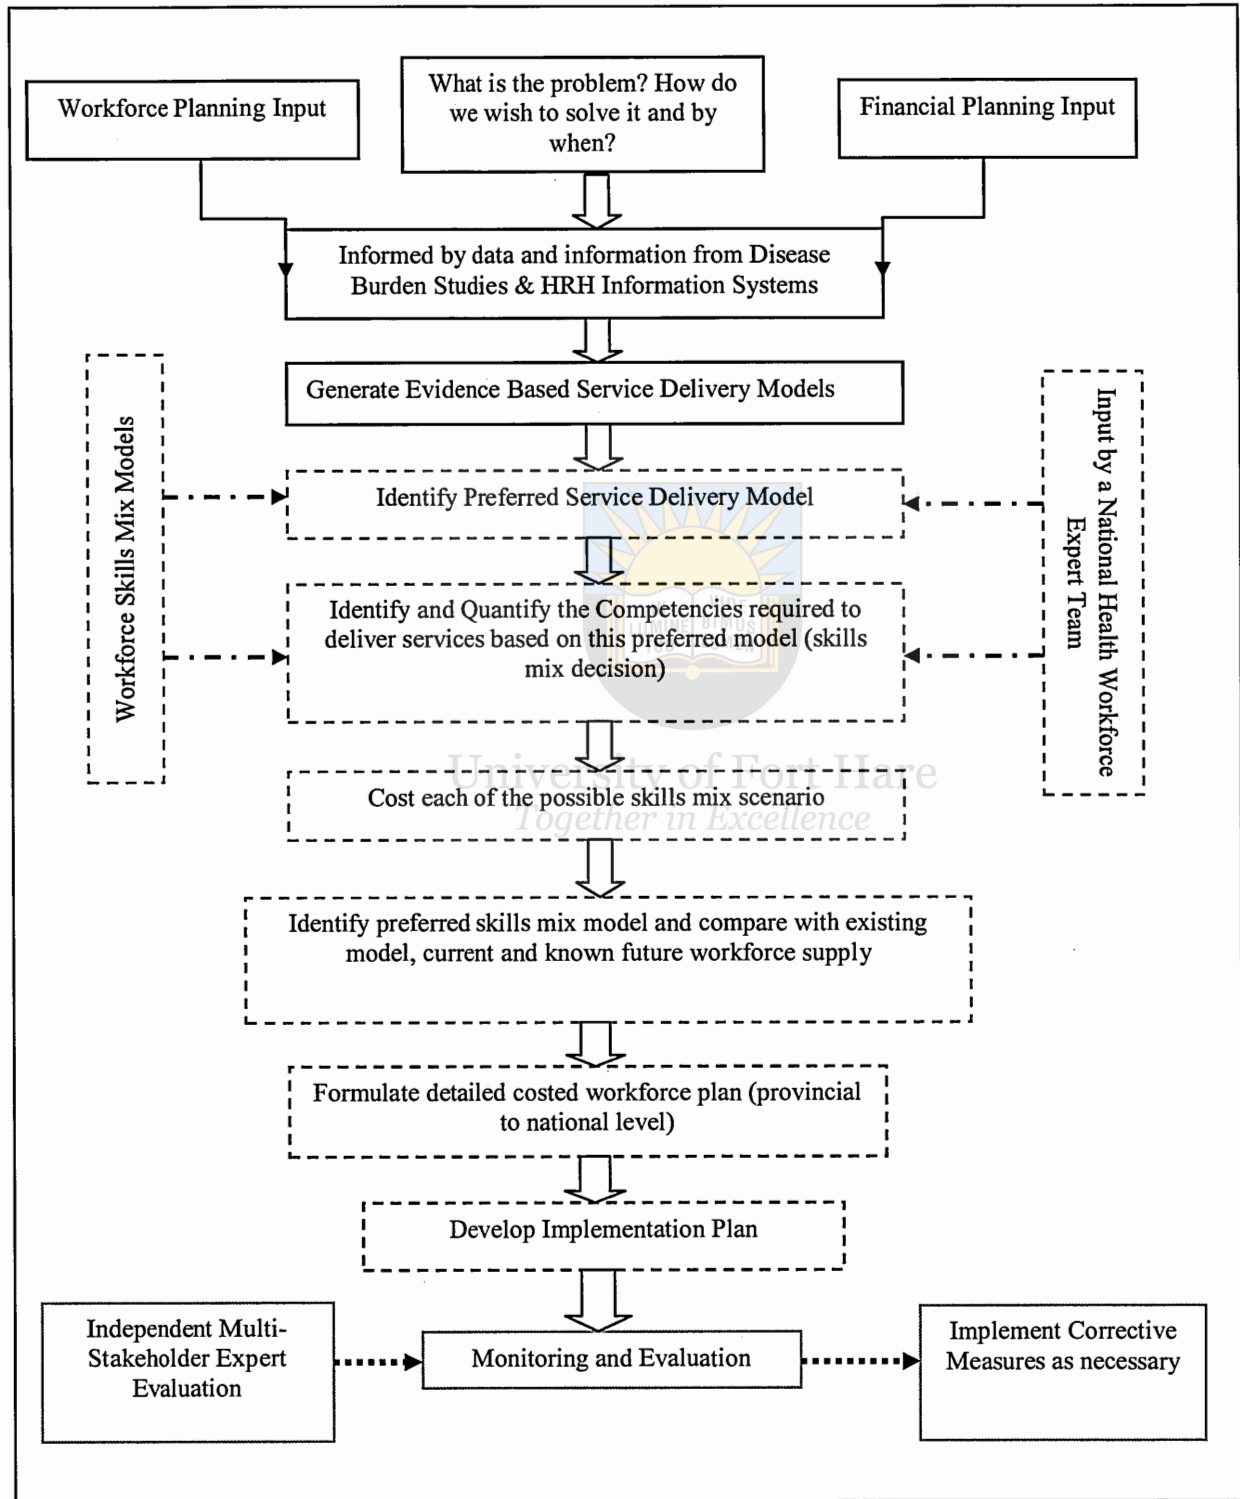 Workforce Planning Input
What is the problem? How do
we wish to solve it and by
when?
Financial Planning Input
Informed by data and information from Disease
Burden Studies & HRH Information Systems
Generate Evidence Based Service Delivery Models
Workforce Skills Mix Models
Identify Preferred Service Delivery Model
Input by a National Health Workforce
Expert Team
Identify and Quantify the Competencies required to
deliver services based on this preferred model (skills
mix decision)
University of Fort Hare
Together in Excellence
Cost each of the possible skills mix scenario
Identify preferred skills mix model and compare with existing
model, current and known future workforce supply
Formulate detailed costed workforce plan (provincial
to national level)
Develop Implementation Plan
Independent Multi-
Stakeholder Expert
Evaluation
Monitoring and Evaluation
Implement Corrective
Measures as necessary